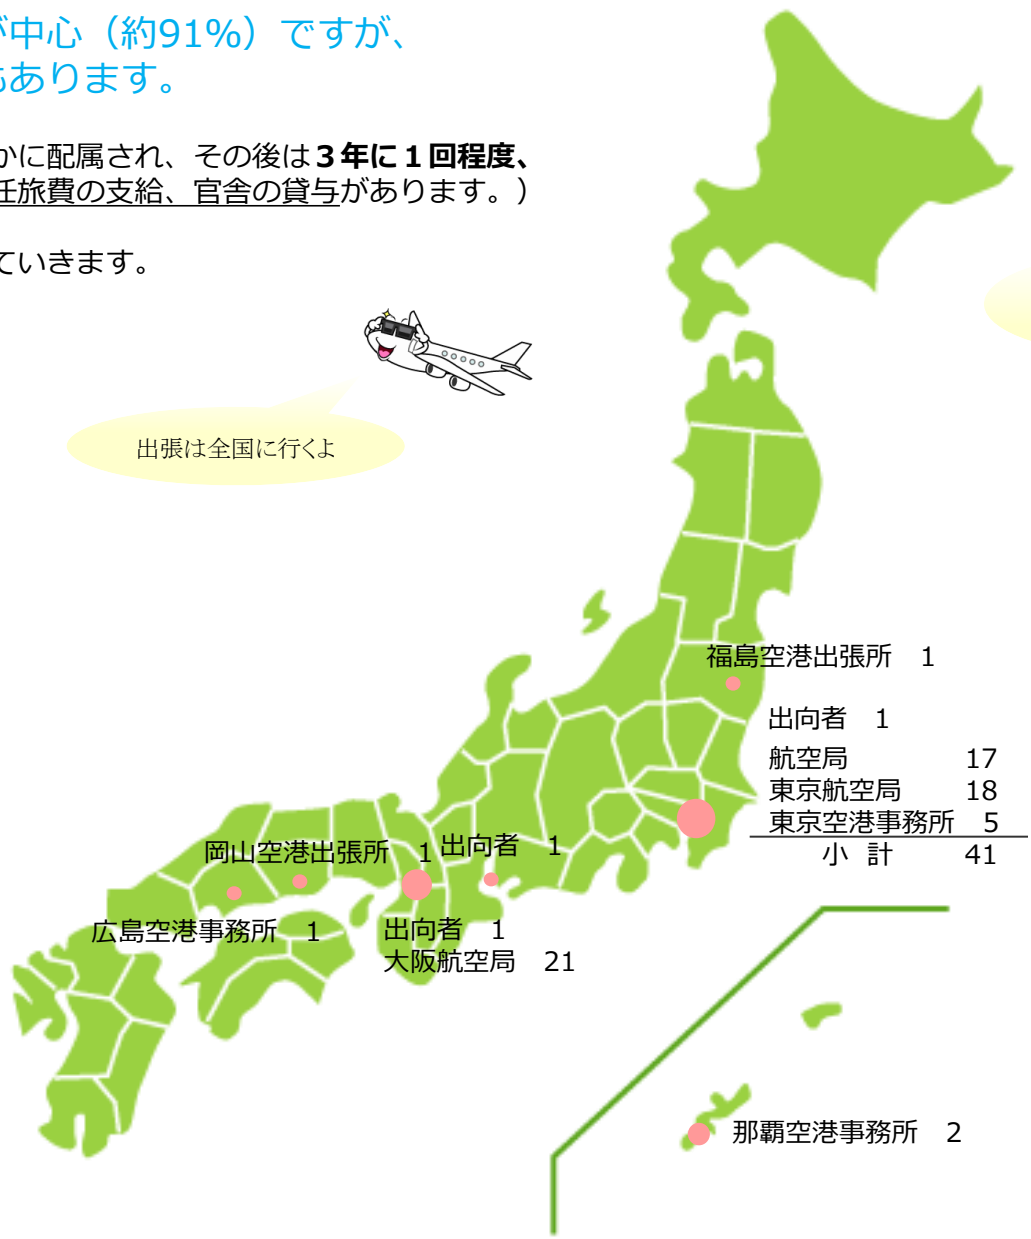 が中心（約91%）ですが、
もあります。
かに配属され、その後は３年に１回程度、
任旅費の支給、官舎の貸与があります。）
ていきます。
出張は全国に行くよ
福島空港出張所　1
出向者　1
航空局　17
東京航空局　18
東京空港事務所　5
小 計　41
岡山空港出張所　1
出向者　1
広島空港事務所　1
出向者　1
大阪航空局　21
那覇空港事務所　2